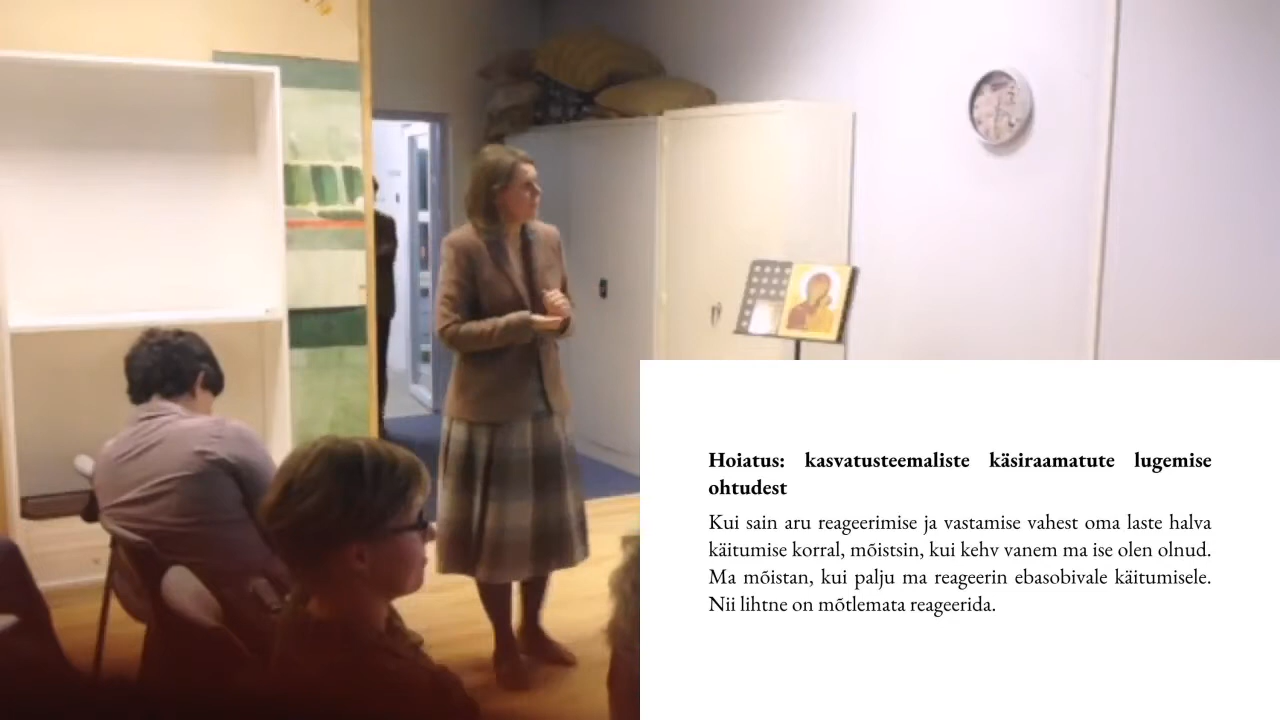 Hoiatus: kasvatusteemaliste käsiraamatute lugemise
ohtudest
Kui sain aru reageerimise ja vastamise vahest oma laste halva
käitumise korral, mõistsin, kui kehv vanem ma ise olen olnud.
Ma mõistan, kui palju ma reageerin ebasobivale käitumisele.
Nii lihtne on mõtlemata reageerida.